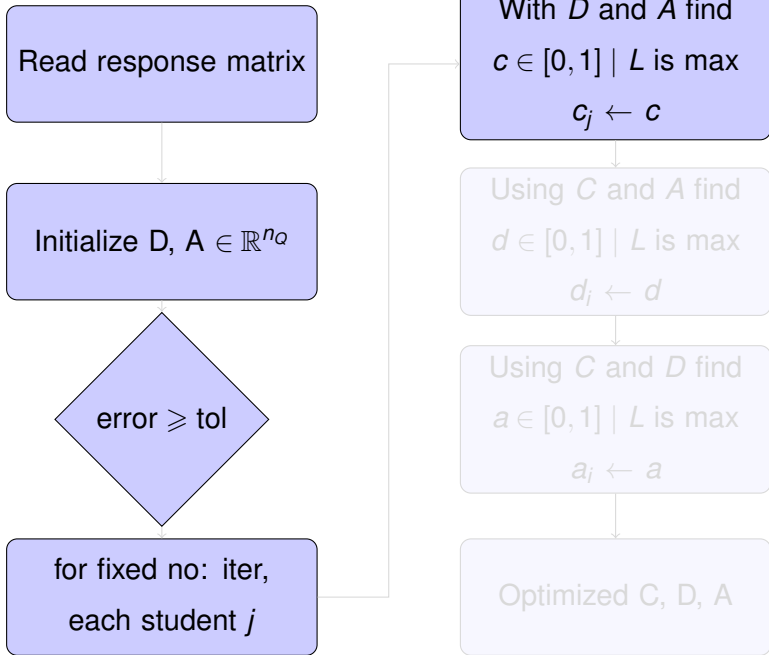 Read response matrix
Initialize D, A ∈ ℝ^{n_Q}
error ⩾ tol
for fixed no: iter,
each student j
With D and A find
c ∈ [0, 1] | L is max
c_j ← c
Using C and A find
d ∈ [0, 1] | L is max
d_i ← d
Using C and D find
a ∈ [0, 1] | L is max
a_i ← a
Optimized C, D, A